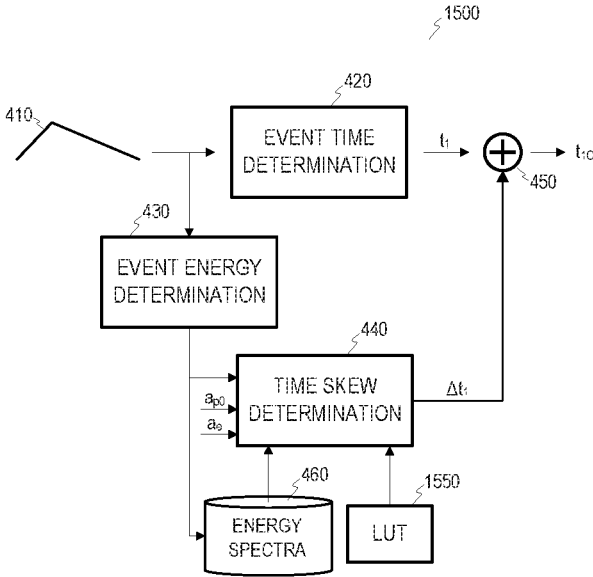 1500
420
410
EVENT TIME
DETERMINATION
t₁
t₁c
450
430
EVENT ENERGY
DETERMINATION
440
TIME SKEW
DETERMINATION
aₚ₀
aₑ
Δt₁
460
1550
ENERGY
SPECTRA
LUT